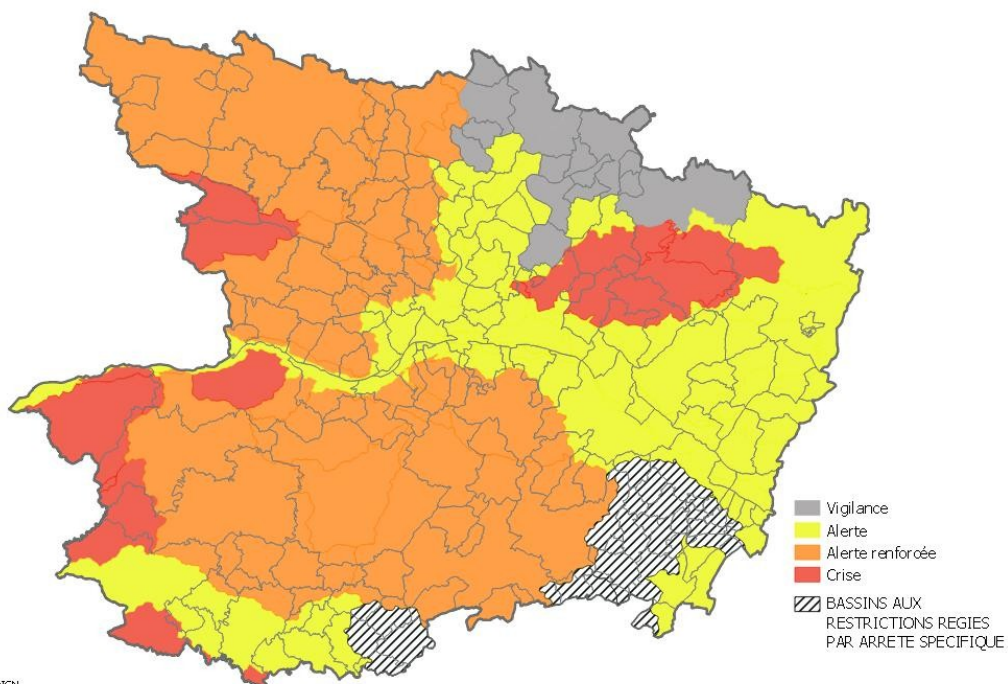 Vigilance
Alerte
Alerte renforcée
Crise
BASSINS AUX
RESTRICTIONS REGIES
PAR ARRETE SPECIFIQUE